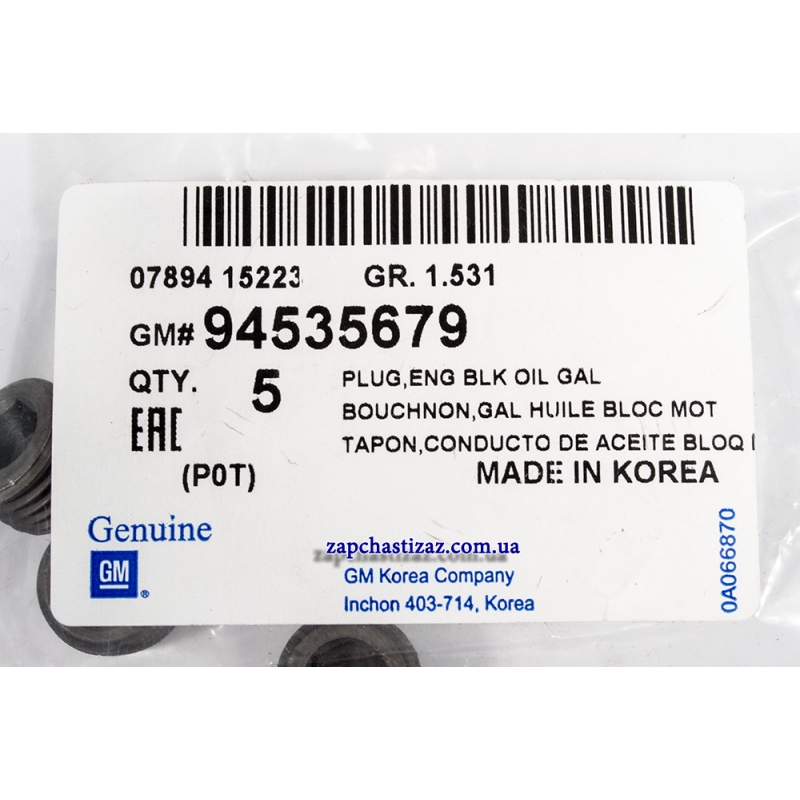 07894 15223 GR. 1.531
GM# 94535679
QTY. 5 PLUG,ENG BLK OIL GAL
BOUCHNON,GAL HUILE BLOC MOT
EAC TAPON,CONDUCTO DE ACEITE BLOQ
(P0T) MADE IN KOREA
Genuine
GM ®
zapchastizaz.com.ua
GM Korea Company
Inchon 403-714, Korea
0A066870